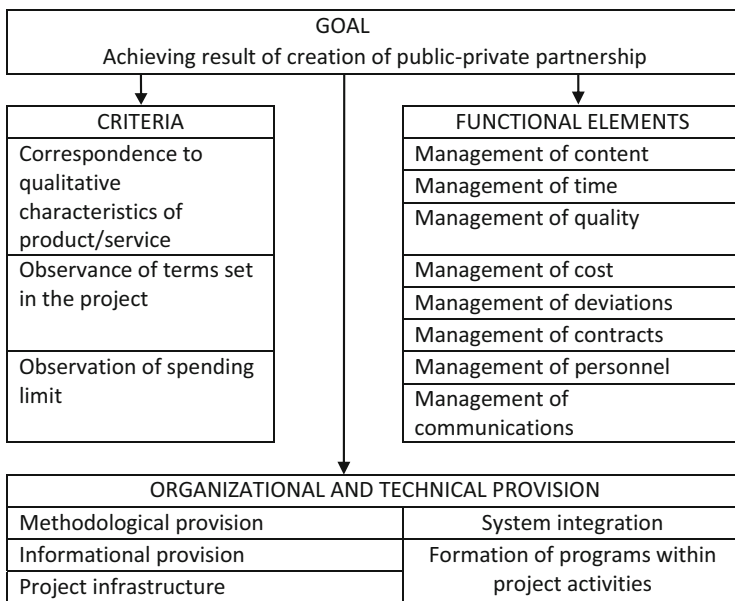 GOAL
Achieving result of creation of public-private partnership
CRITERIA
Correspondence to
qualitative
characteristics of
product/service
Observance of terms set
in the project
Observation of spending
limit
FUNCTIONAL ELEMENTS
Management of content
Management of time
Management of quality
Management of cost
Management of deviations
Management of contracts
Management of personnel
Management of
communications
ORGANIZATIONAL AND TECHNICAL PROVISION
Methodological provision
Informational provision
Project infrastructure
System integration
Formation of programs within
project activities